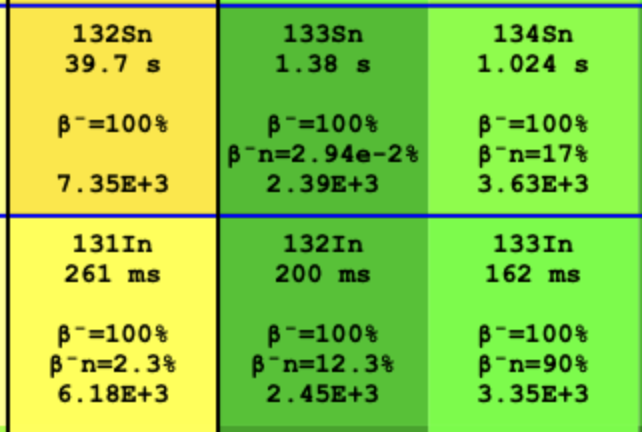 132Sn 133Sn 134Sn
39.7 s 1.38 s 1.024 s
β⁻=100% β⁻=100% β⁻=100%
β⁻n=2.94e-2% β⁻n=17%
7.35E+3 2.39E+3 3.63E+3
131In 132In 133In
261 ms 200 ms 162 ms
β⁻=100% β⁻=100% β⁻=100%
β⁻n=2.3% β⁻n=12.3% β⁻n=90%
6.18E+3 2.45E+3 3.35E+3